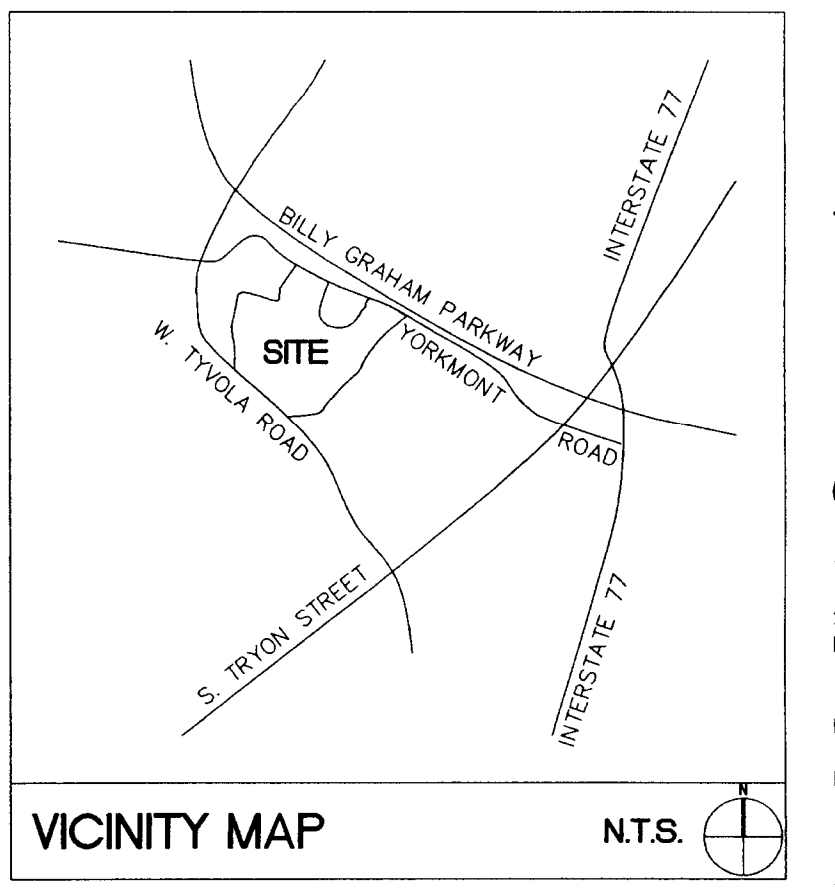 INTERSTATE 77
BILLY GRAHAM PARKWAY
W. TYVOLA ROAD
SITE
YORKMONT ROAD
S. TRYON STREET
INTERSTATE 77
VICINITY MAP
N.T.S.
N